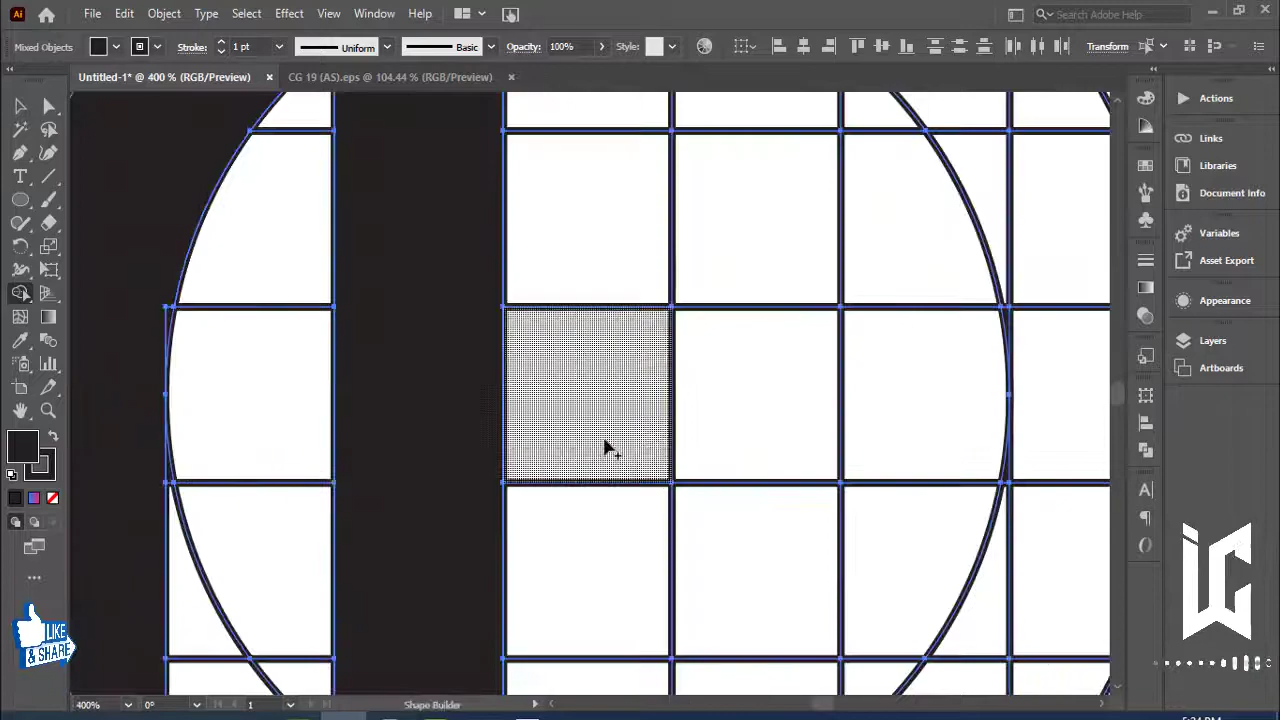 Ai File Edit Object Type Select Effect View Window Help Search Adobe Help
Mixed Objects Stroke: 1 pt Uniform Basic Opacity: 100% Style: Transform
Untitled-1* @ 400 % (RGB/Preview) × CG 19 (AS).eps @ 104.44 % (RGB/Preview) ×
Actions
Links
Libraries
Document Info
Variables
Asset Export
Appearance
Layers
Artboards
LIKE
& SHARE
400% 0° 1 Shape Builder